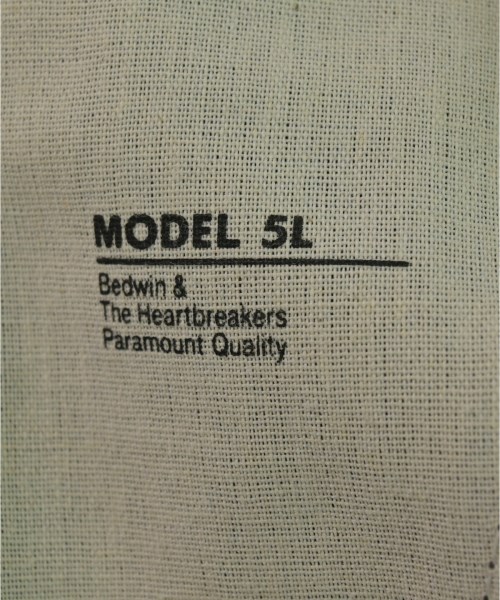 MODEL 5L
Bedwin &
The Heartbreakers
Paramount Quality